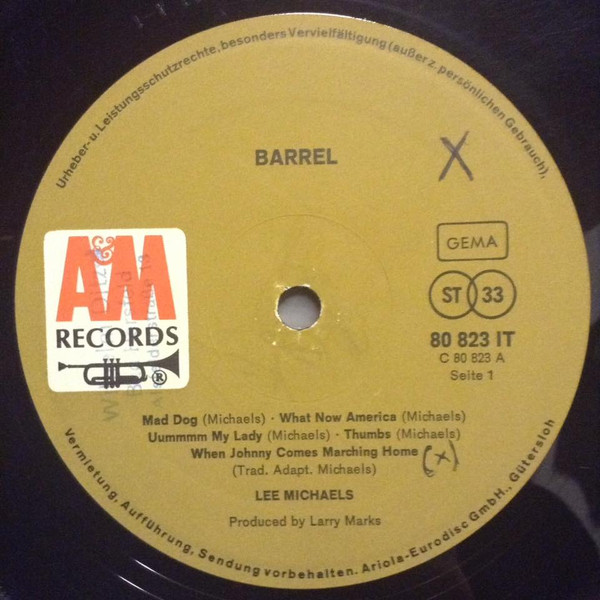 Urheber- u. Leistungsschutzrechte, besonders Vervielfältigung (außer z. persönlichen Gebrauch),
BARREL
X
GEMA
A&M
RECORDS
®
ST 33
80 823 IT
C 80 823 A
Seite 1
Mad Dog (Michaels) · What Now America (Michaels)
Uummmm My Lady (Michaels) · Thumbs (Michaels)
When Johnny Comes Marching Home (x)
(Trad. Adapt. Michaels)
LEE MICHAELS
Produced by Larry Marks
Vermietung, Aufführung, Sendung vorbehalten. Ariola-Eurodisc GmbH., Gütersloh